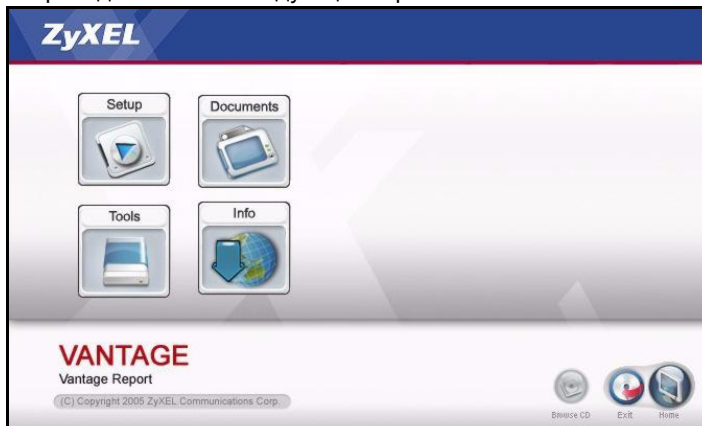 ZyXEL
Setup Documents
Tools Info
VANTAGE
Vantage Report
(C) Copyright 2005 ZyXEL Communications Corp.
Browse CD Exit Home